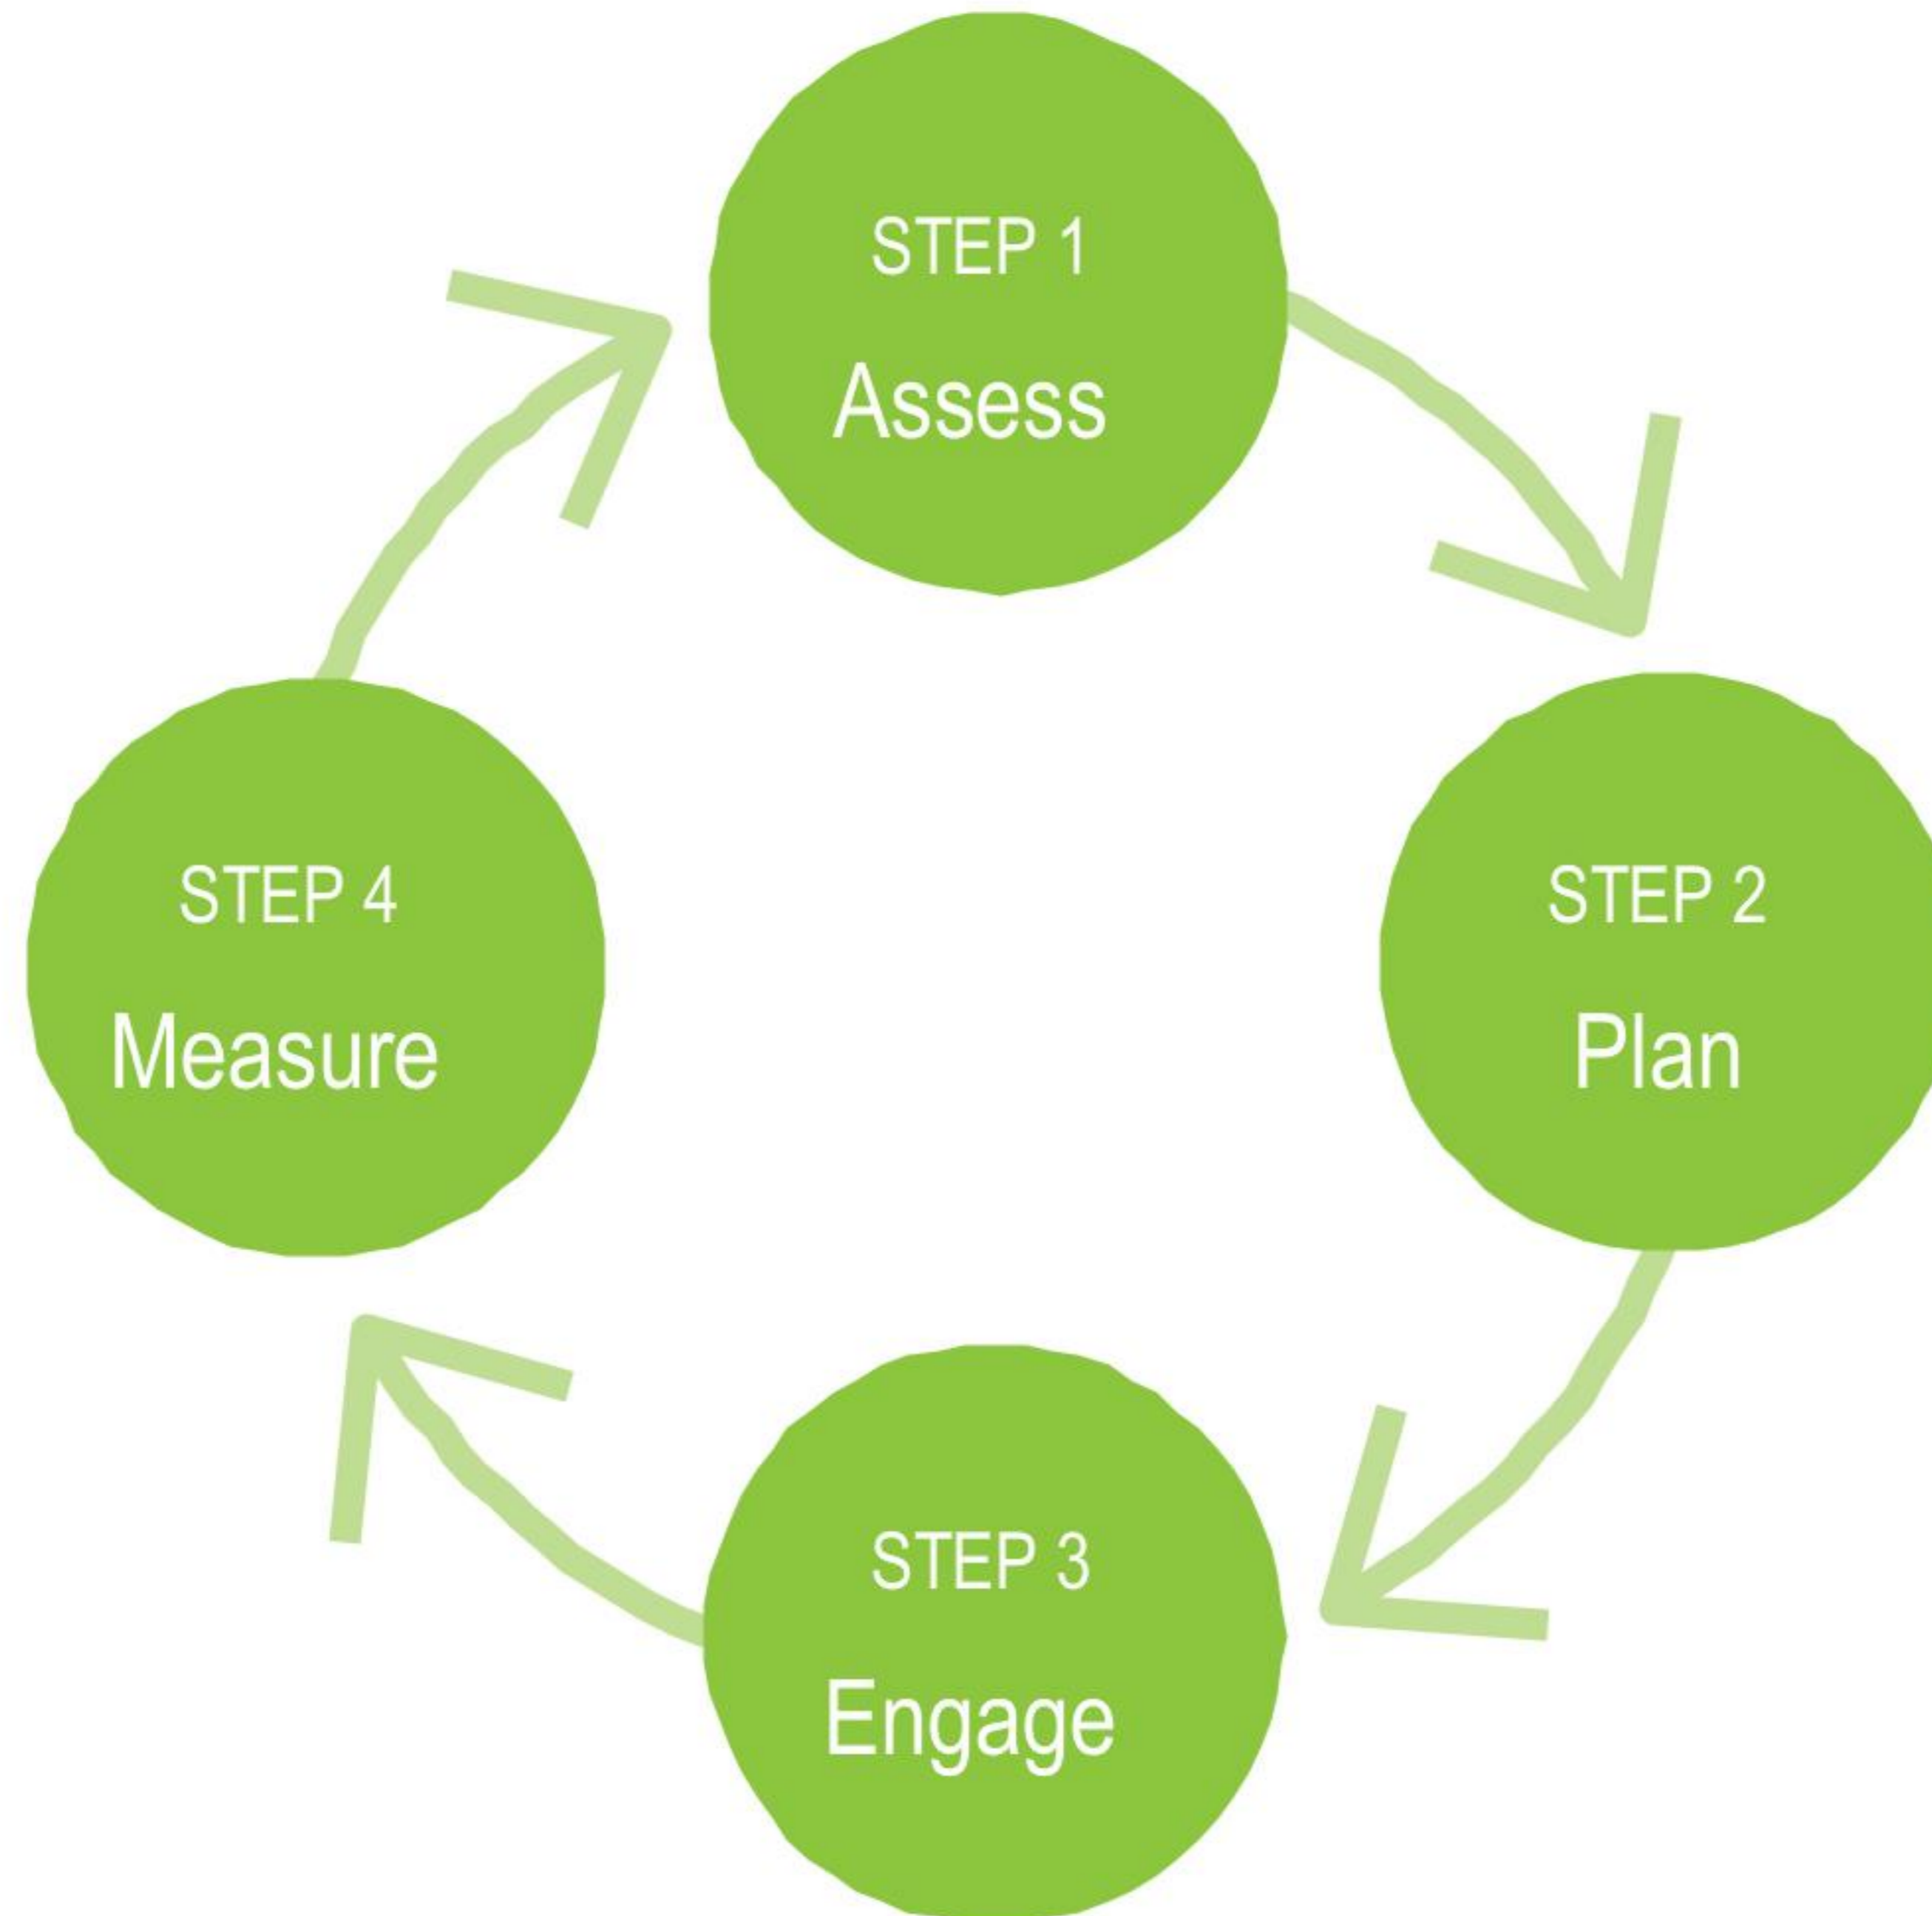 STEP 1
Assess
STEP 2
Plan
STEP 3
Engage
STEP 4
Measure